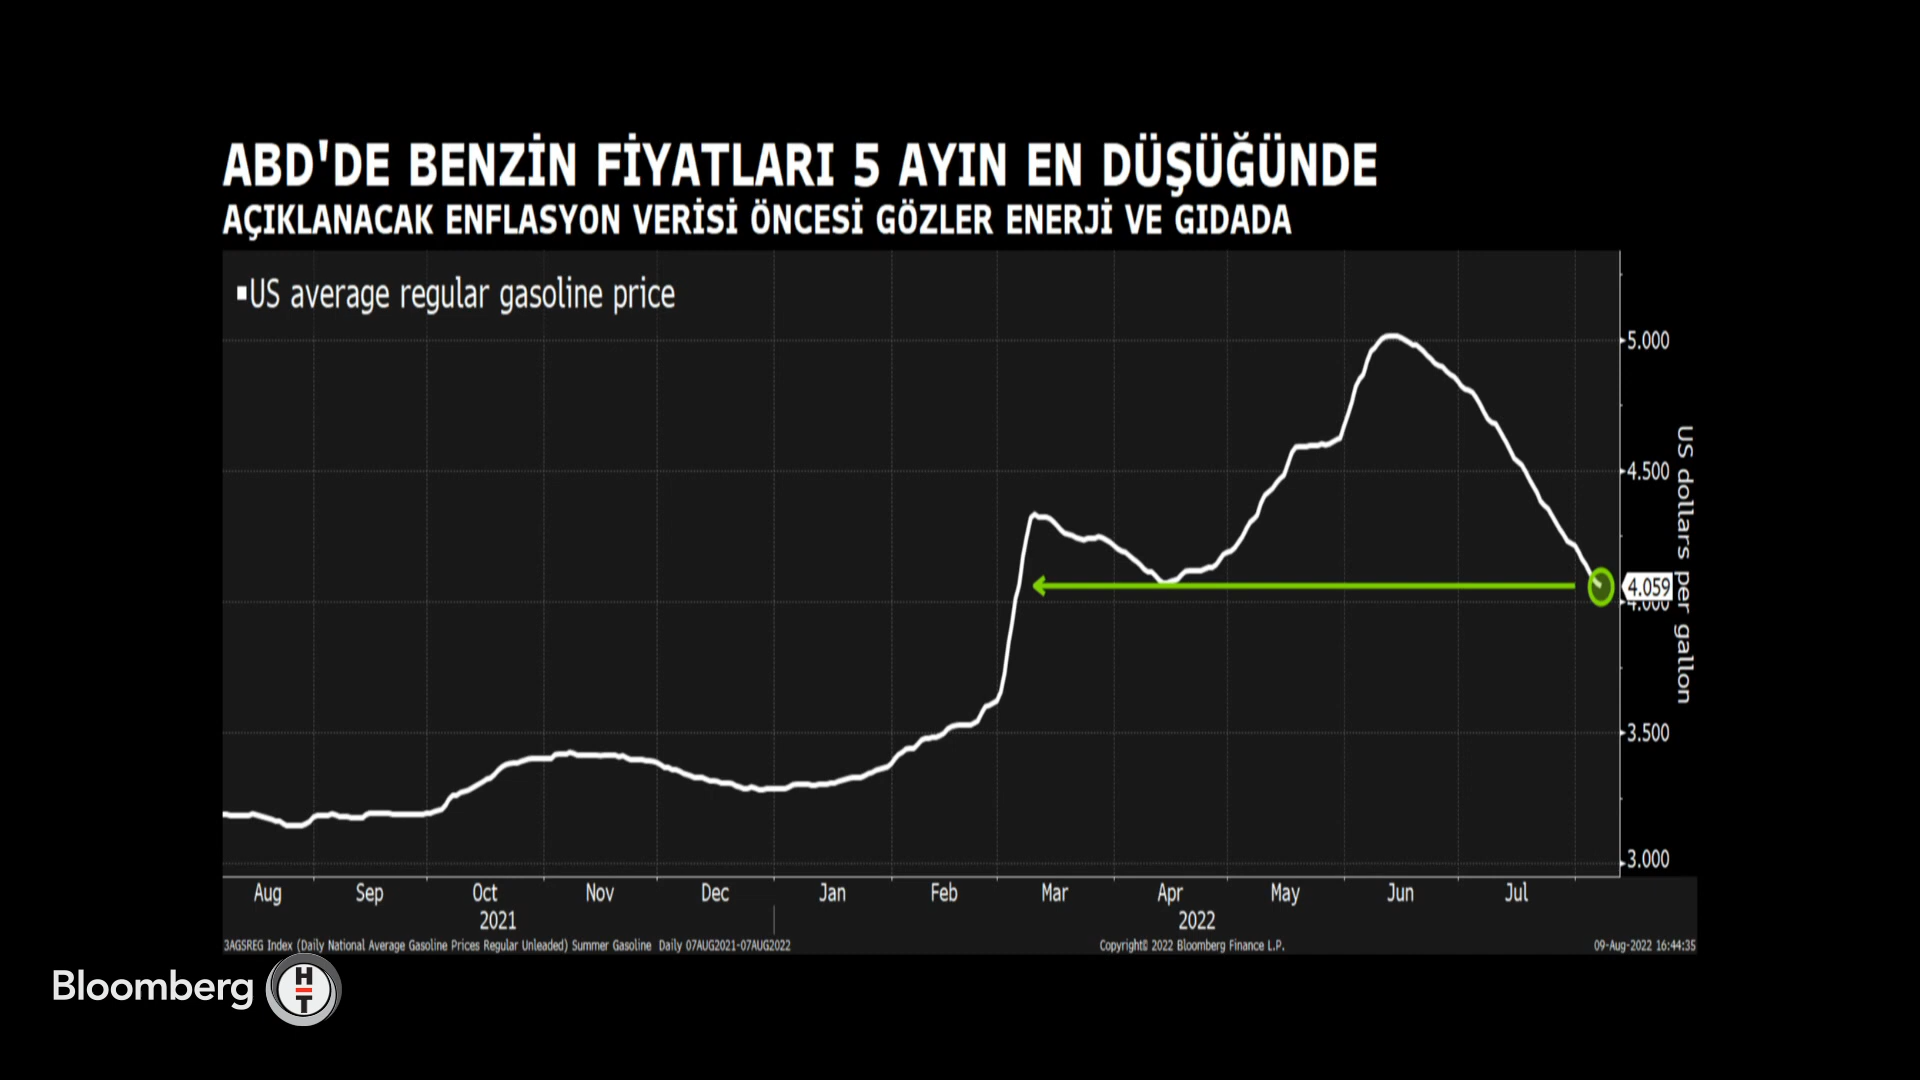 ABD'DE BENZİN FİYATLARI 5 AYIN EN DÜŞÜĞÜNDE
AÇIKLANACAK ENFLASYON VERİSİ ÖNCESİ GÖZLER ENERJİ VE GIDADA
US average regular gasoline price
5.000
4.500
4.059
4.000
3.500
3.000
US dollars per gallon
Aug Sep Oct Nov Dec Jan Feb Mar Apr May Jun Jul
2021 2022
3AGSREG Index (Daily National Average Gasoline Prices Regular Unleaded) Summer Gasoline Daily 07AUG2021-07AUG2022 Copyright© 2022 Bloomberg Finance L.P. 09-Aug-2022 16:44:35
Bloomberg HT